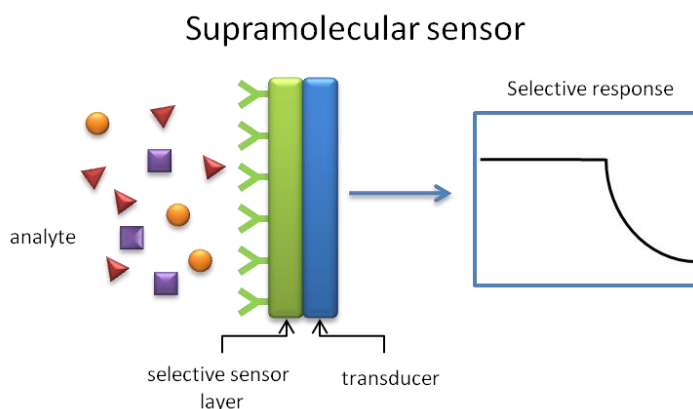 Supramolecular sensor
Selective response
analyte
selective sensor
layer
transducer